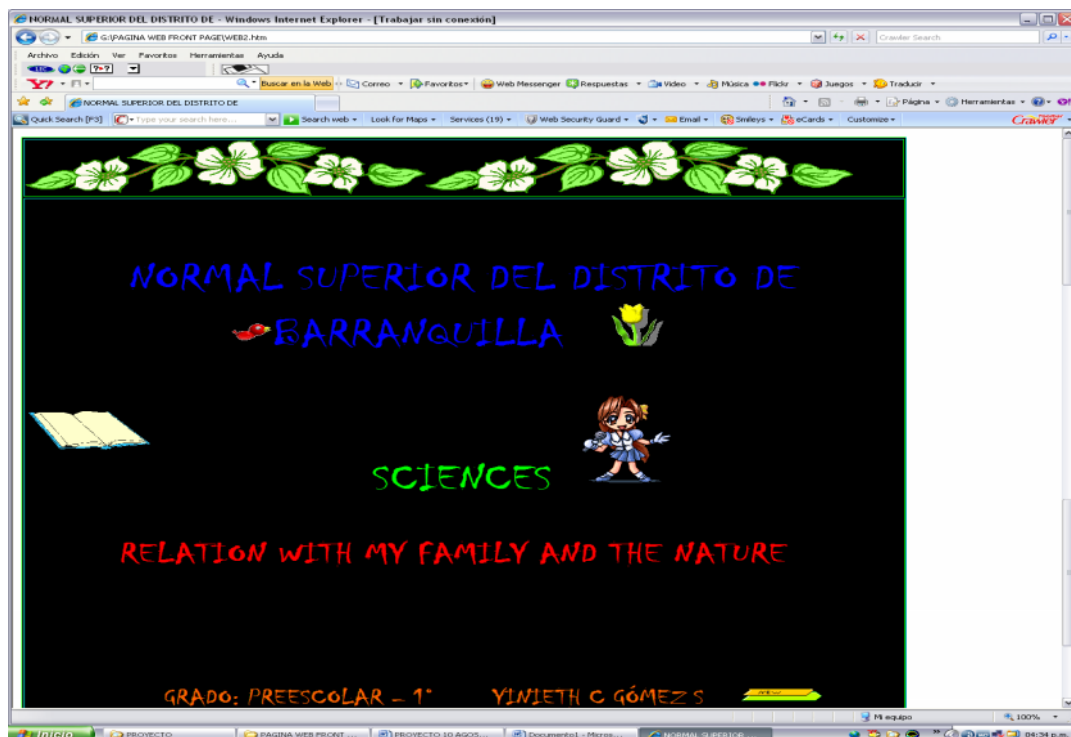 NORMAL SUPERIOR DEL DISTRITO DE - Windows Internet Explorer - [Trabajar sin conexión]
G:\PAGINA WEB FRONT PAGE\WEB2.htm
Crawler Search
Archivo Edición Ver Favoritos Herramientas Ayuda
Buscar en la Web Correo Favoritos Web Messenger Respuestas Video Música Flickr Juegos Traducir
NORMAL SUPERIOR DEL DISTRITO DE
Página Herramientas
Quick Search [F3] Type your search here... Search web Look for Maps Services (19) Web Security Guard Email Smileys eCards Customize Crawler
NORMAL SUPERIOR DEL DISTRITO DE
BARRANQUILLA
SCIENCES
RELATION WITH MY FAMILY AND THE NATURE
GRADO: PREESCOLAR - 1° YINIETH C GÓMEZ S NEW
Mi equipo 100%
Inicio PROYECTO PAGINA WEB FRONT ... PROYECTO 10 AGOS... Documento1 - Micros... NORMAL SUPERIOR ... 04:34 p.m.